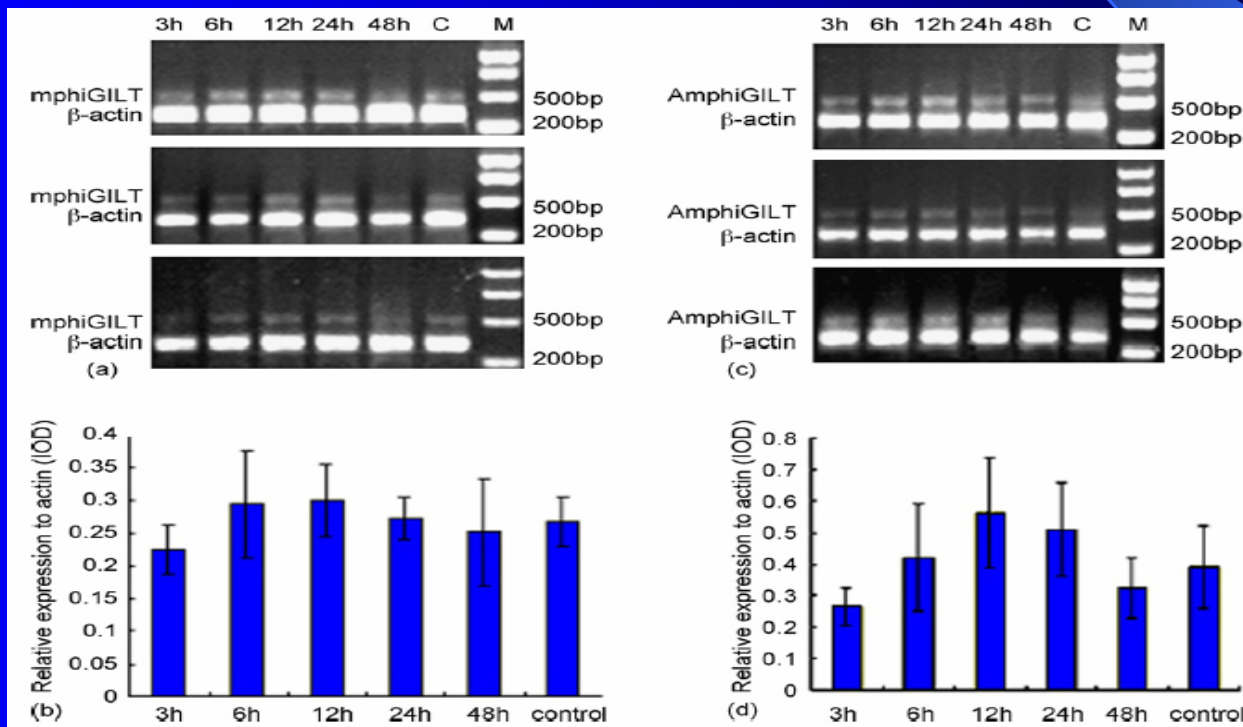 3h 6h 12h 24h 48h C M
mphiGILT
β-actin
500bp
200bp
mphiGILT
β-actin
500bp
200bp
mphiGILT
β-actin
500bp
200bp
(a)
3h 6h 12h 24h 48h C M
AmphiGILT
β-actin
500bp
200bp
AmphiGILT
β-actin
500bp
200bp
AmphiGILT
β-actin
500bp
200bp
(c)
Relative expression to actin (IOD)
0.4
0.35
0.3
0.25
0.2
0.15
0.1
0.05
0
(b) 3h 6h 12h 24h 48h control
Relative expression to actin (IOD)
0.8
0.7
0.6
0.5
0.4
0.3
0.2
0.1
0
(d) 3h 6h 12h 24h 48h control